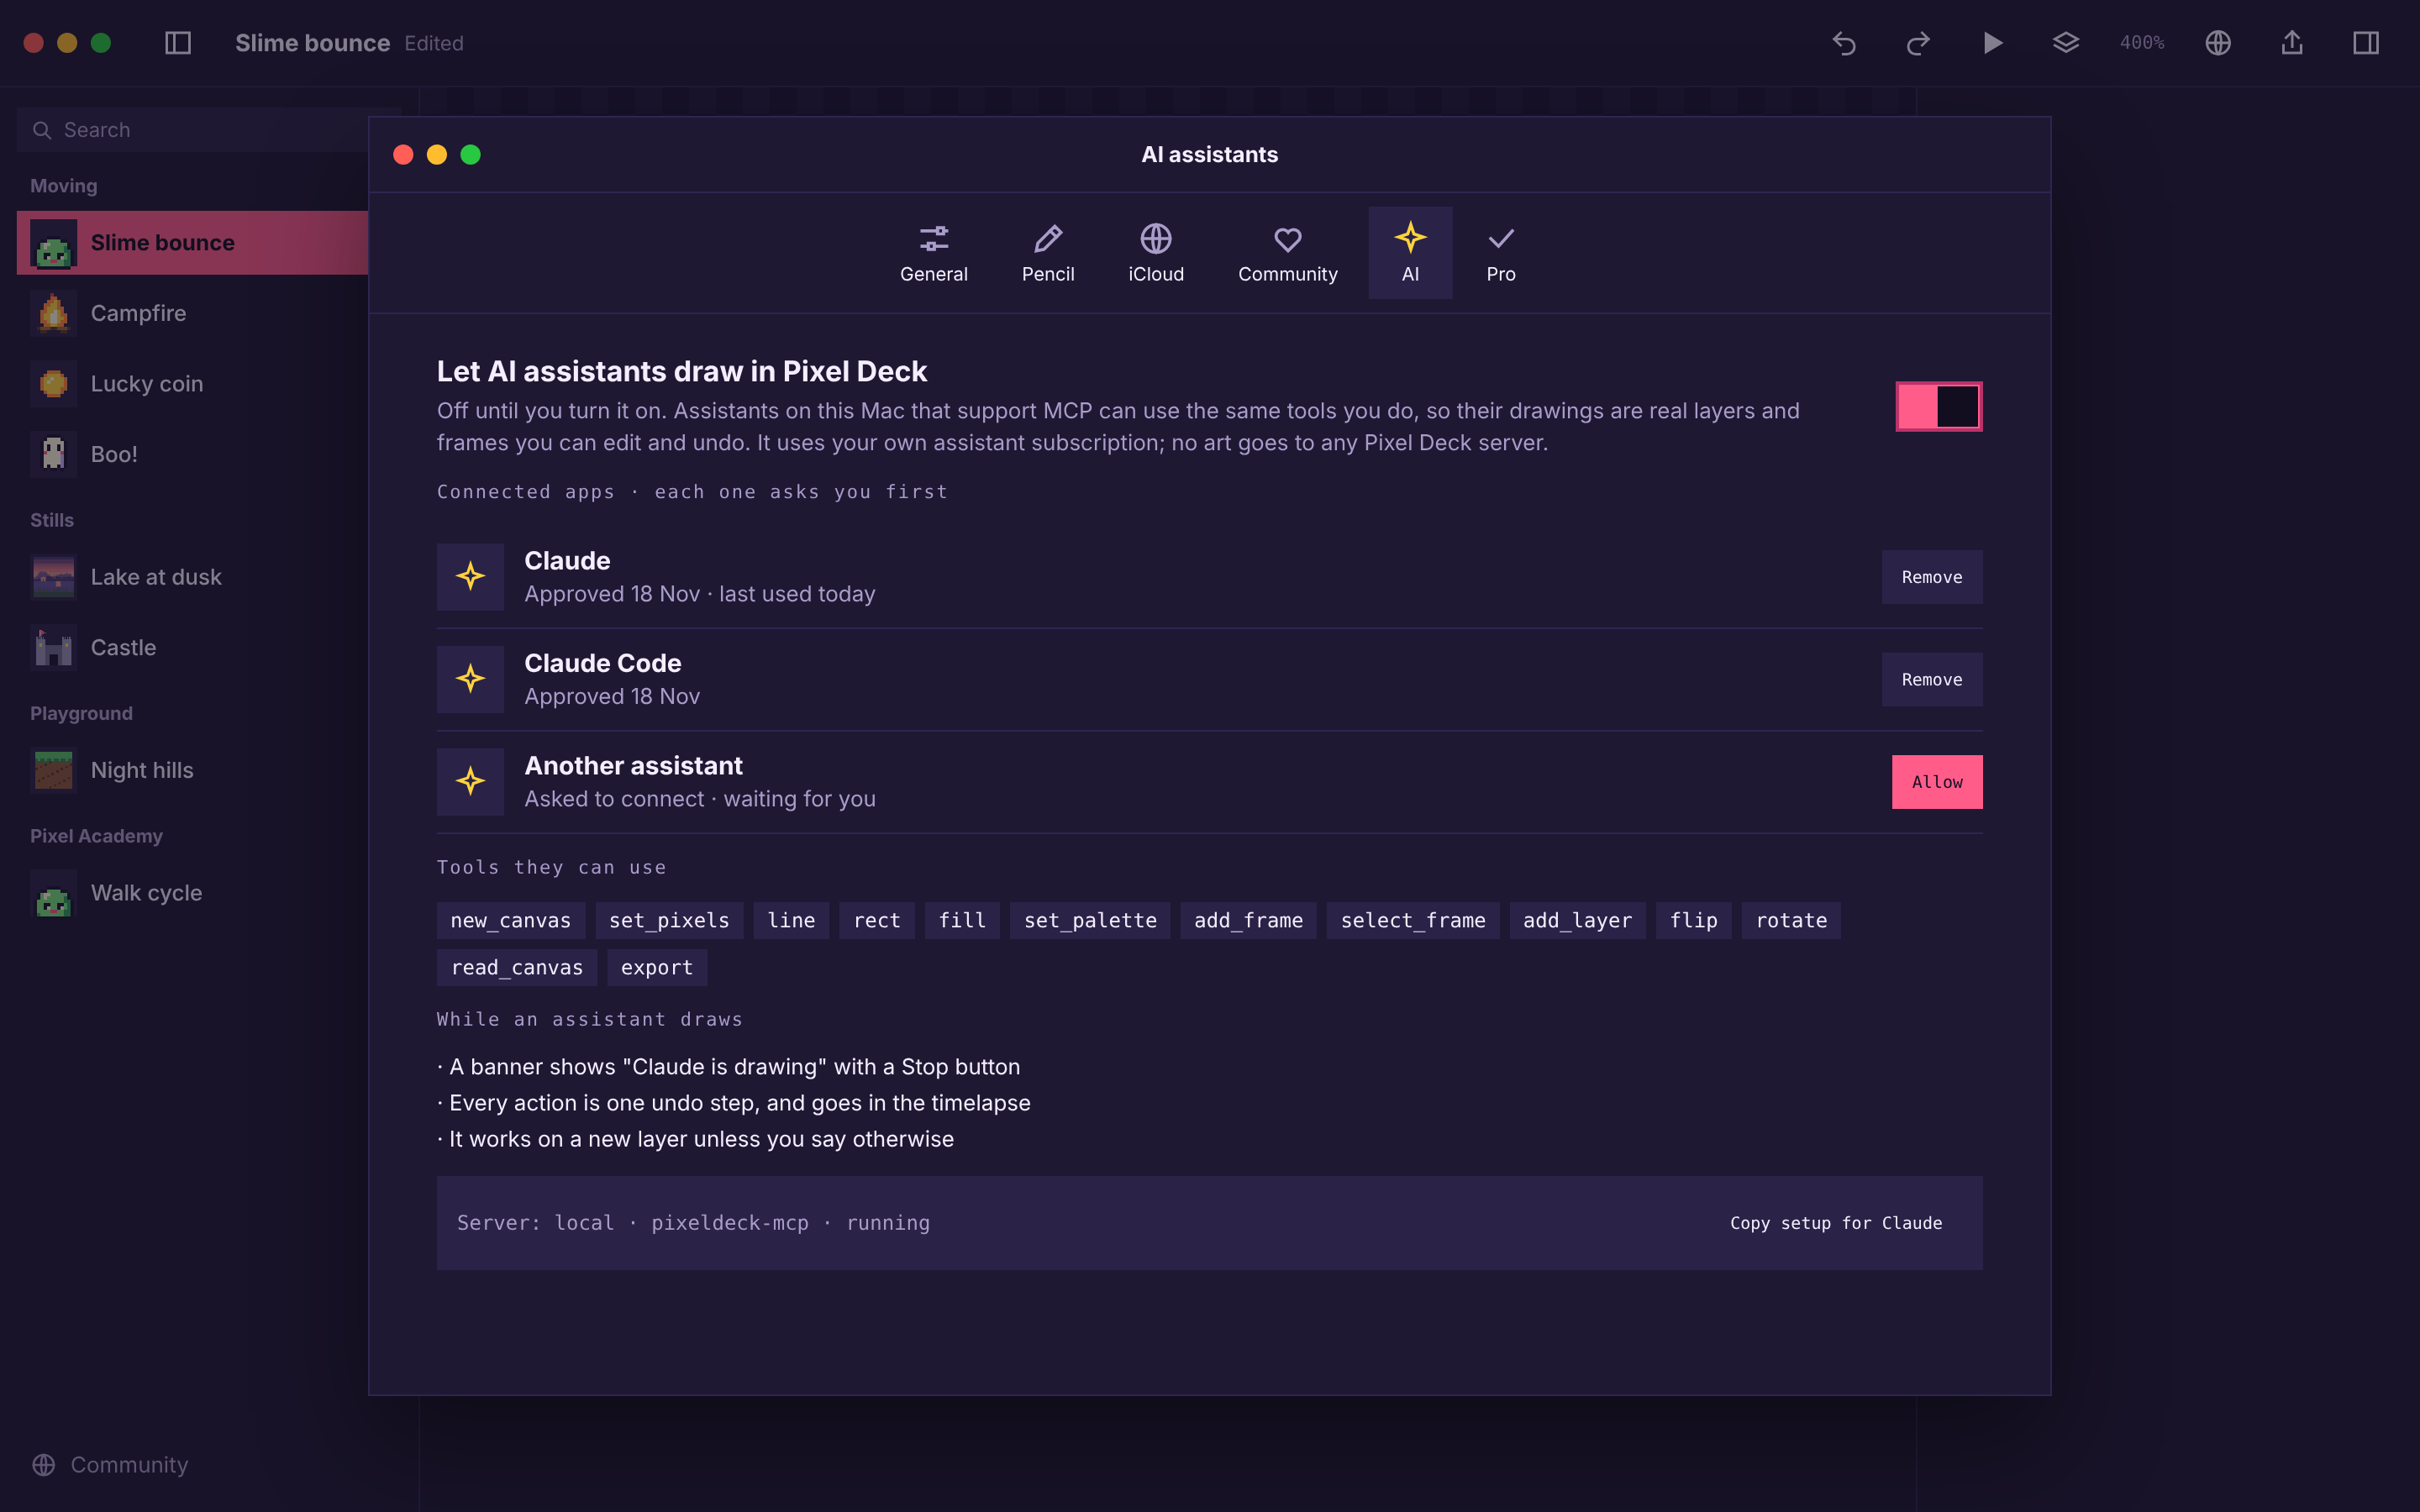 Slime bounce Edited
400%
Search
Moving
Slime bounce
Campfire
Lucky coin
Boo!
Stills
Lake at dusk
Castle
Playground
Night hills
Pixel Academy
Walk cycle
Community
AI assistants
General Pencil iCloud Community AI Pro
Let AI assistants draw in Pixel Deck
Off until you turn it on. Assistants on this Mac that support MCP can use the same tools you do, so their drawings are real layers and
frames you can edit and undo. It uses your own assistant subscription; no art goes to any Pixel Deck server.
Connected apps · each one asks you first
Claude
Approved 18 Nov · last used today
Remove
Claude Code
Approved 18 Nov
Remove
Another assistant
Asked to connect · waiting for you
Allow
Tools they can use
new_canvas set_pixels line rect fill set_palette add_frame select_frame add_layer flip rotate
read_canvas export
While an assistant draws
· A banner shows "Claude is drawing" with a Stop button
· Every action is one undo step, and goes in the timelapse
· It works on a new layer unless you say otherwise
Server: local · pixeldeck-mcp · running
Copy setup for Claude